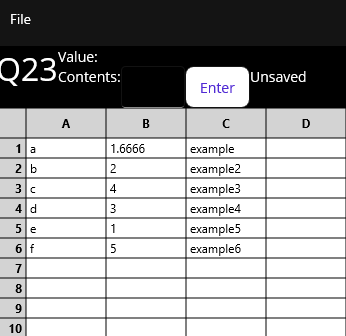 File
Q23 Value:
Contents: Enter Unsaved
A B C D
1 a 1.6666 example
2 b 2 example2
3 c 4 example3
4 d 3 example4
5 e 1 example5
6 f 5 example6
7
8
9
10